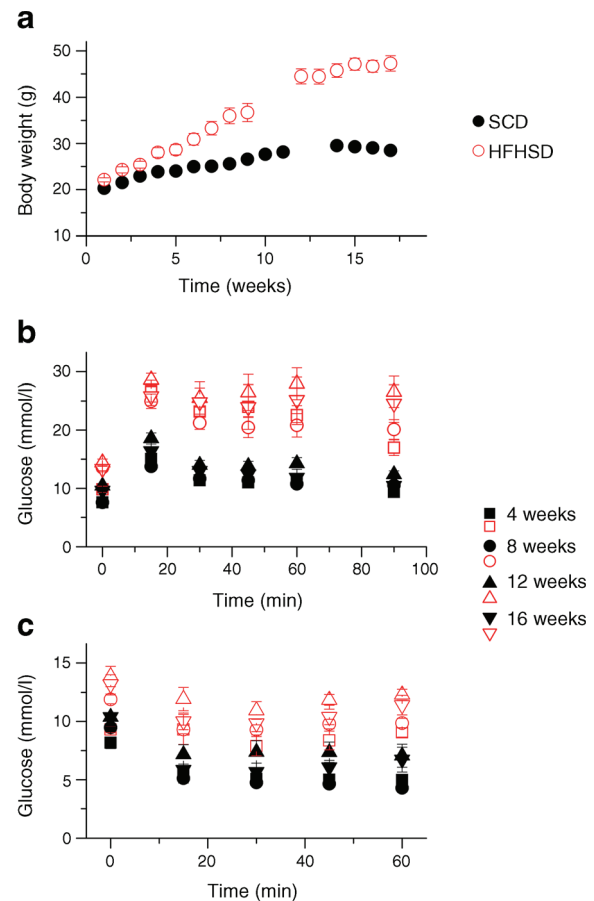 a
50
40
30
20
10
Body weight (g)
0
5
10
15
Time (weeks)
SCD
HFHSD
b
30
20
10
0
Glucose (mmol/l)
0
20
40
60
80
100
Time (min)
4 weeks
8 weeks
12 weeks
16 weeks
c
15
10
5
0
Glucose (mmol/l)
0
20
40
60
Time (min)